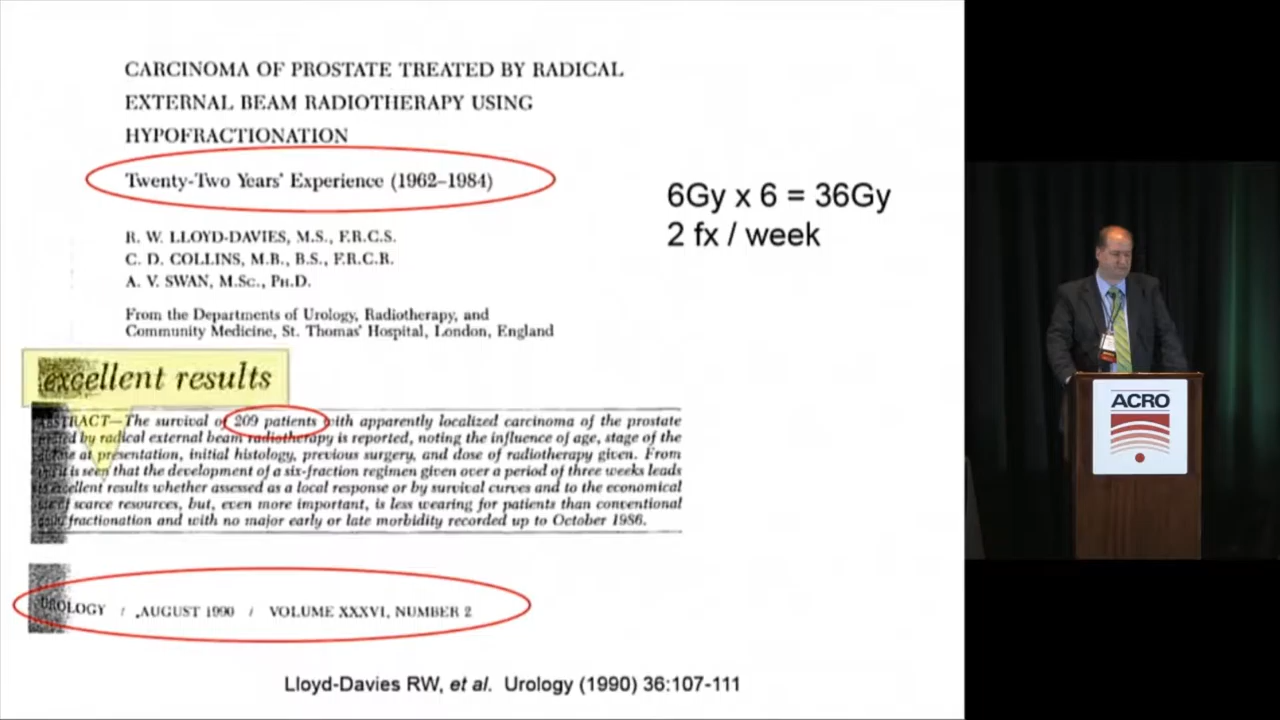 CARCINOMA OF PROSTATE TREATED BY RADICAL
EXTERNAL BEAM RADIOTHERAPY USING
HYPOFRACTIONATION
Twenty-Two Years' Experience (1962–1984)
R. W. LLOYD-DAVIES, M.S., F.R.C.S.
C. D. COLLINS, M.B., B.S., F.R.C.R.
A. V. SWAN, M.Sc., Ph.D.
From the Departments of Urology, Radiotherapy, and
Community Medicine, St. Thomas' Hospital, London, England
6Gy x 6 = 36Gy
2 fx / week
excellent results
ABSTRACT—The survival of 209 patients with apparently localized carcinoma of the prostate
by radical external beam radiotherapy is reported, noting the influence of age, stage of the
at presentation, initial histology, previous surgery, and dose of radiotherapy given. From
it is seen that the development of a six-fraction regimen given over a period of three weeks leads
excellent results whether assessed as a local response or by survival curves and to the economical
of scarce resources, but, even more important, is less wearing for patients than conventional
fractionation and with no major early or late morbidity recorded up to October 1986.
UROLOGY / AUGUST 1990 / VOLUME XXXVI, NUMBER 2
Lloyd-Davies RW, et al. Urology (1990) 36:107-111
ACRO